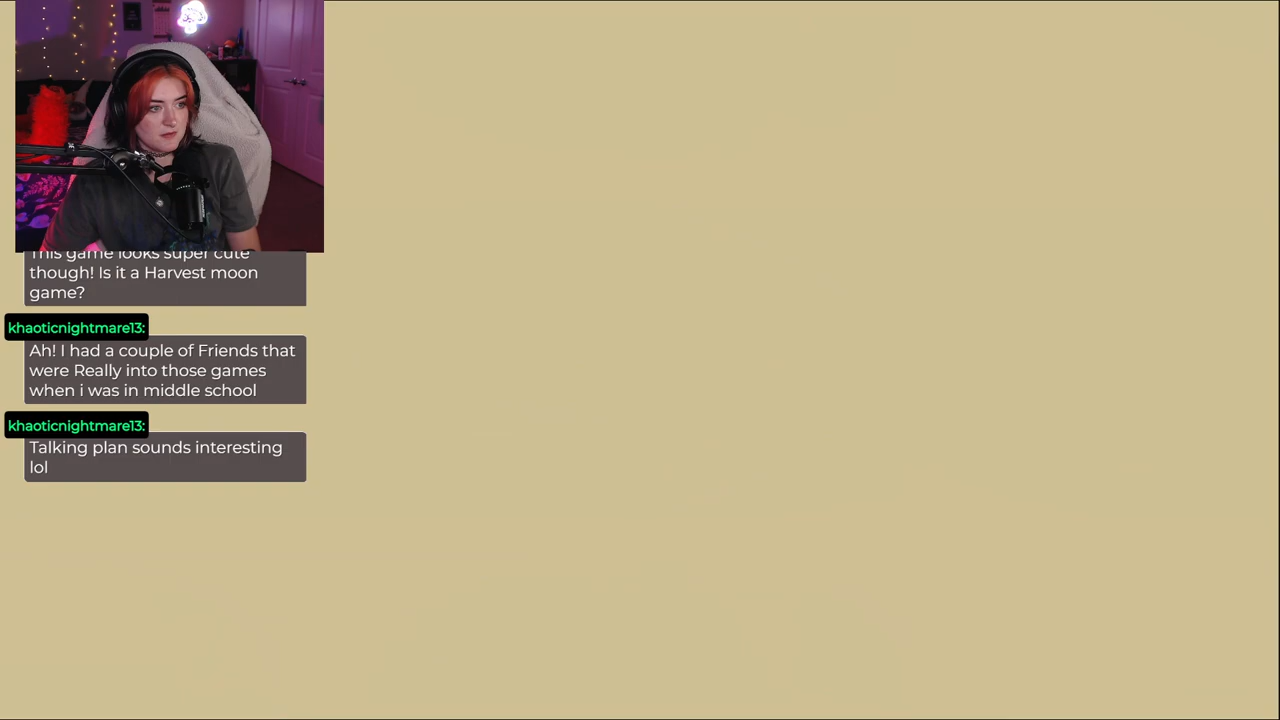 This game looks super cute
though! Is it a Harvest moon
game?
khaoticnightmare13:
Ah! I had a couple of Friends that
were Really into those games
when i was in middle school
khaoticnightmare13:
Talking plan sounds interesting
lol